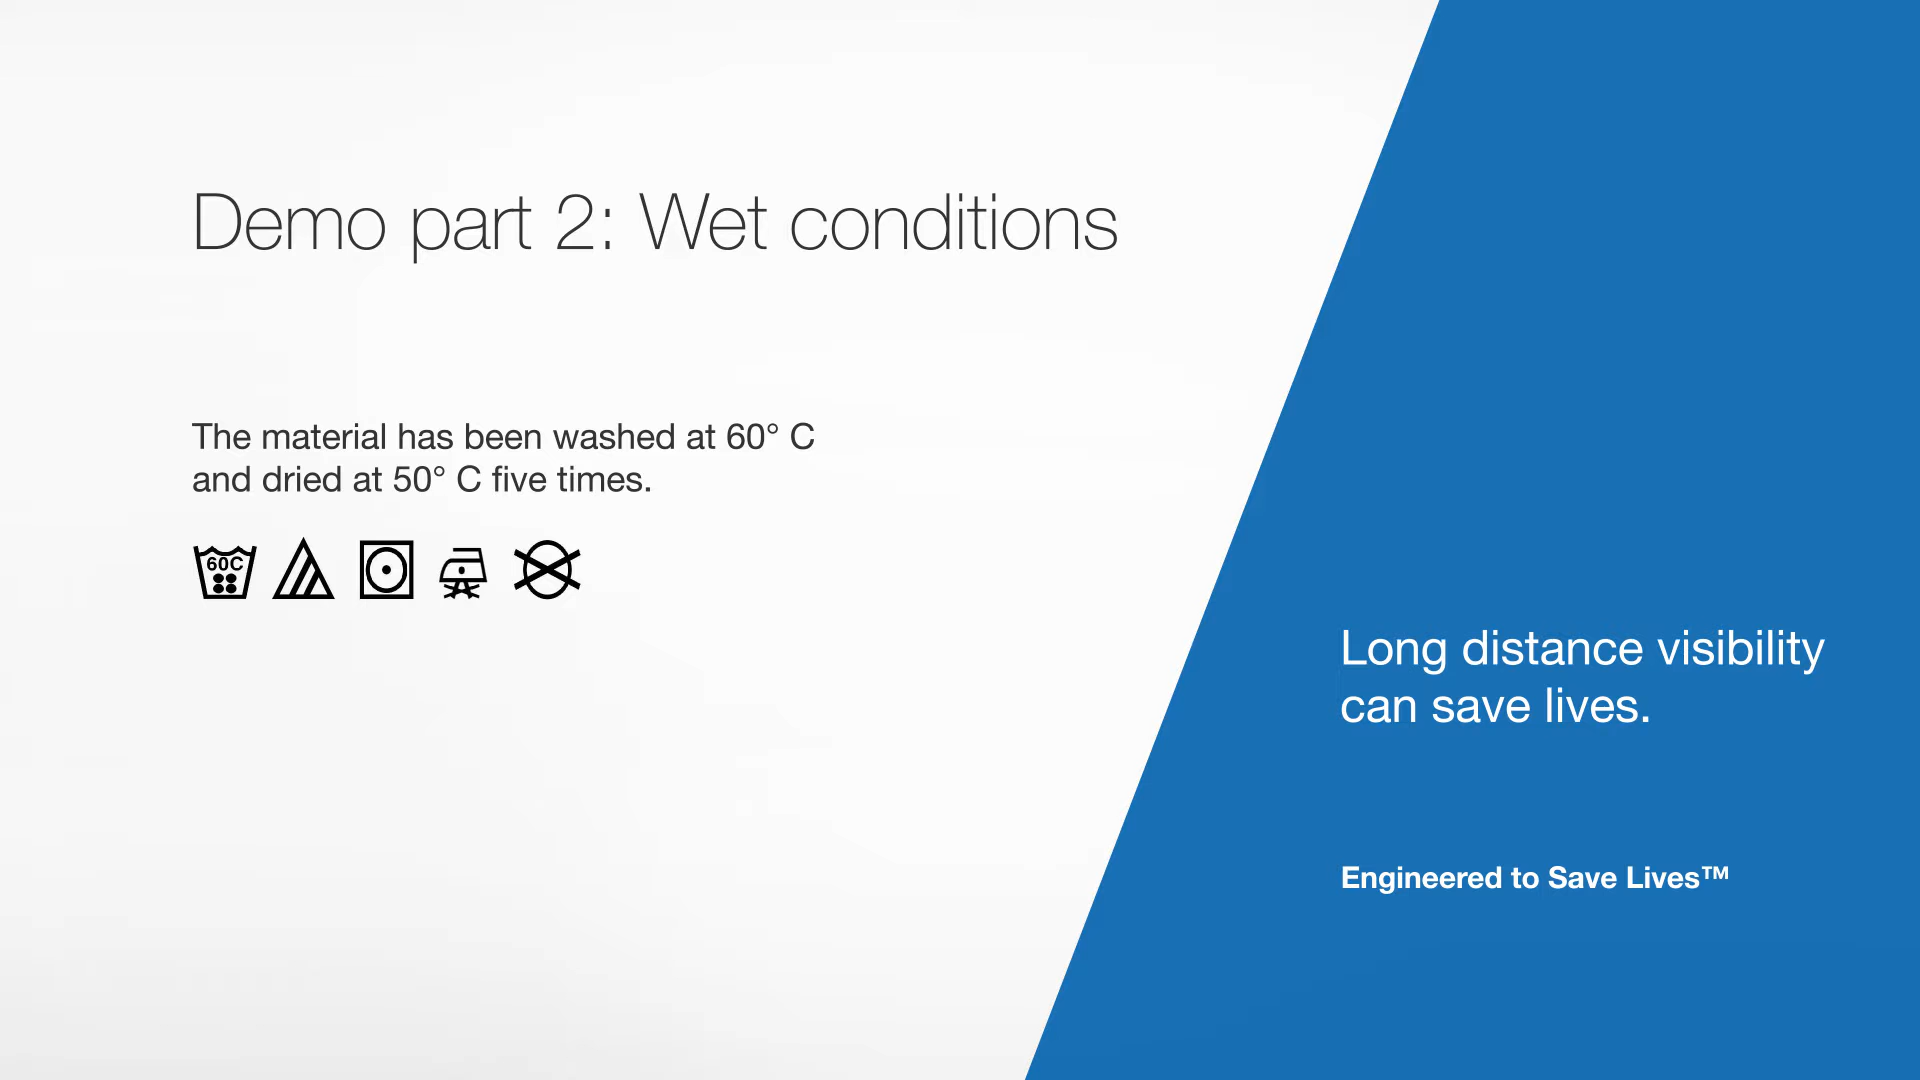 Demo part 2: Wet conditions
The material has been washed at 60° C
and dried at 50° C five times.
60C
Long distance visibility
can save lives.
Engineered to Save Lives™